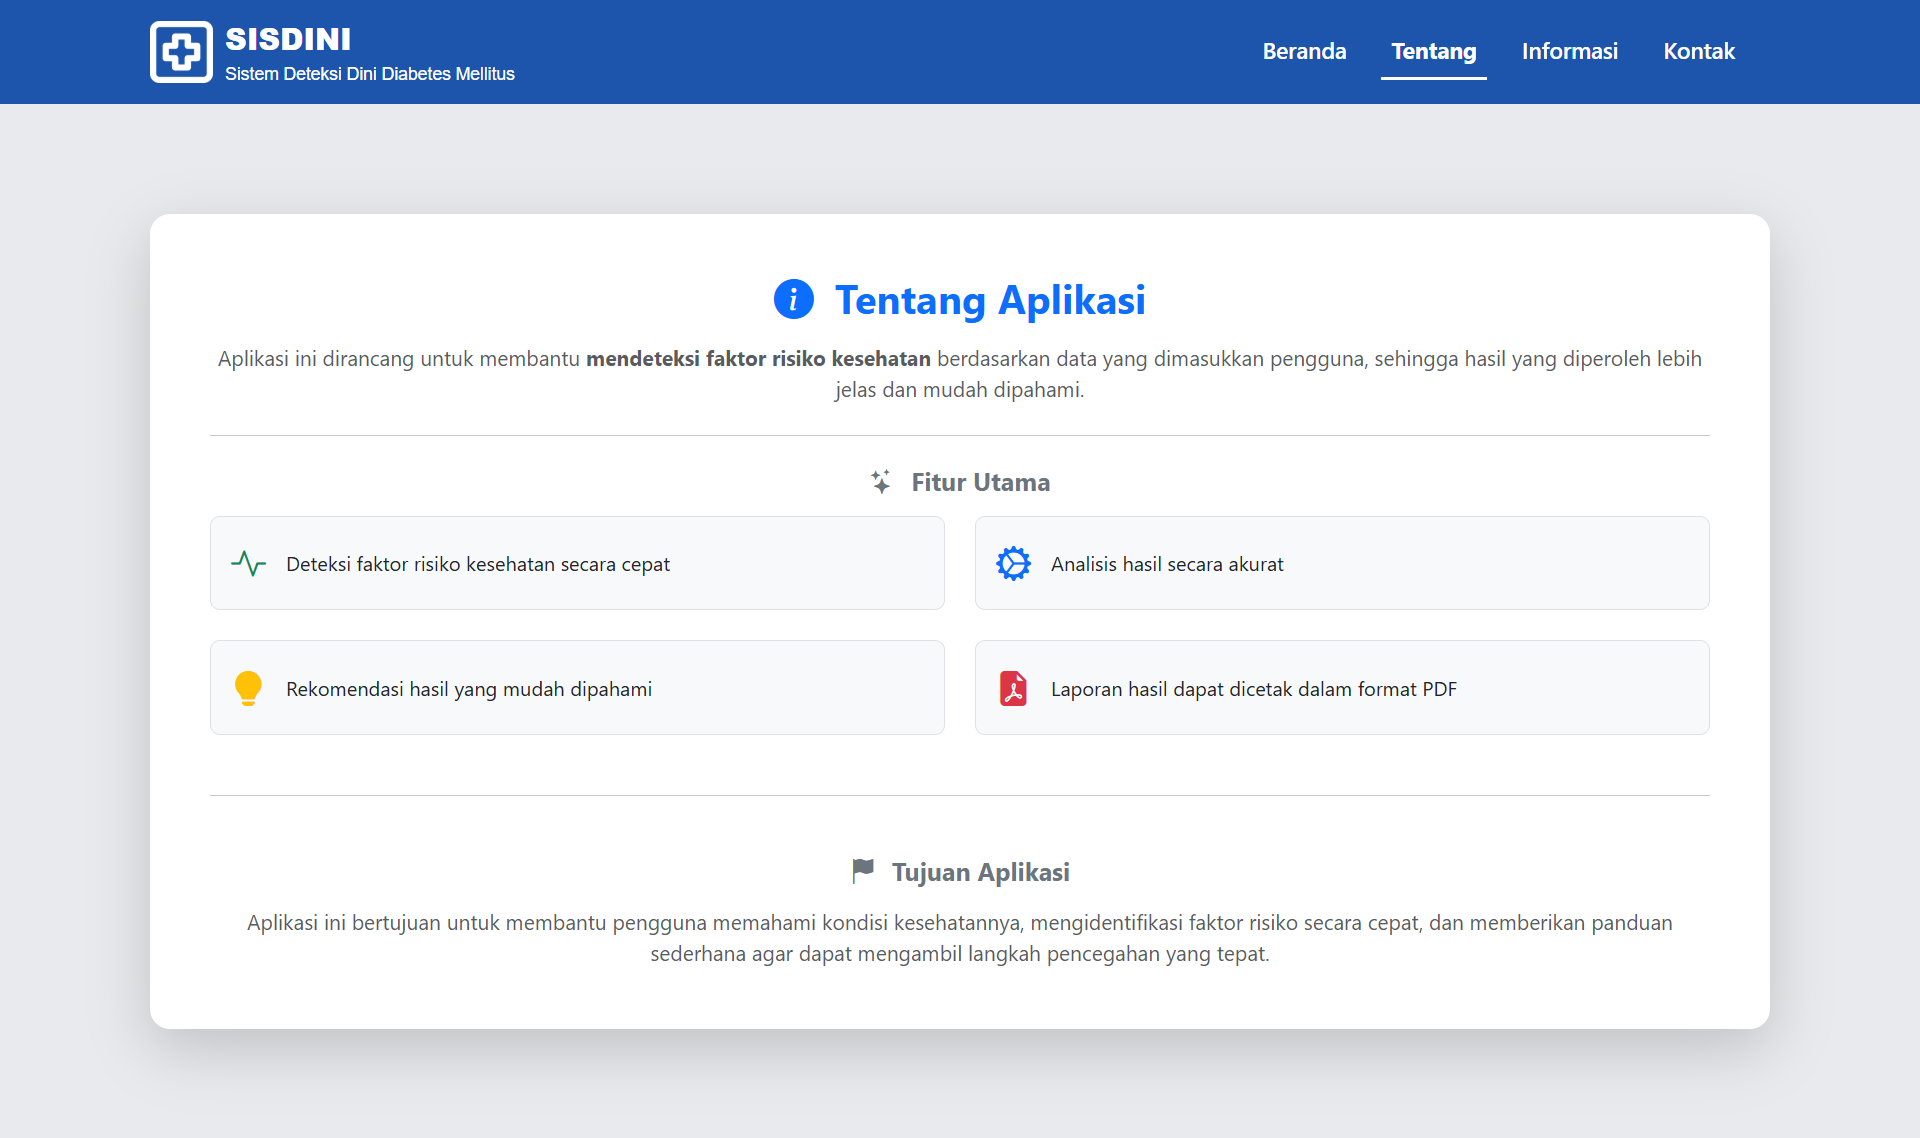 SISDINI
Sistem Deteksi Dini Diabetes Mellitus
Beranda
Tentang
Informasi
Kontak
Tentang Aplikasi
Aplikasi ini dirancang untuk membantu mendeteksi faktor risiko kesehatan berdasarkan data yang dimasukkan pengguna, sehingga hasil yang diperoleh lebih
jelas dan mudah dipahami.
Fitur Utama
Deteksi faktor risiko kesehatan secara cepat
Analisis hasil secara akurat
Rekomendasi hasil yang mudah dipahami
Laporan hasil dapat dicetak dalam format PDF
Tujuan Aplikasi
Aplikasi ini bertujuan untuk membantu pengguna memahami kondisi kesehatannya, mengidentifikasi faktor risiko secara cepat, dan memberikan panduan
sederhana agar dapat mengambil langkah pencegahan yang tepat.